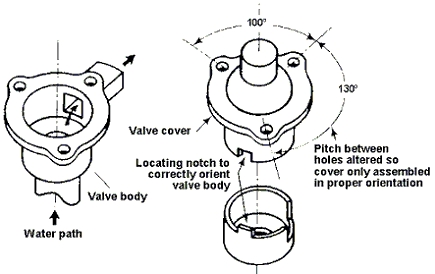 100°
130°
Valve cover
Locating notch to
correctly orient
valve body
Pitch between
holes altered so
cover only assembled
in proper orientation
Valve body
Water path